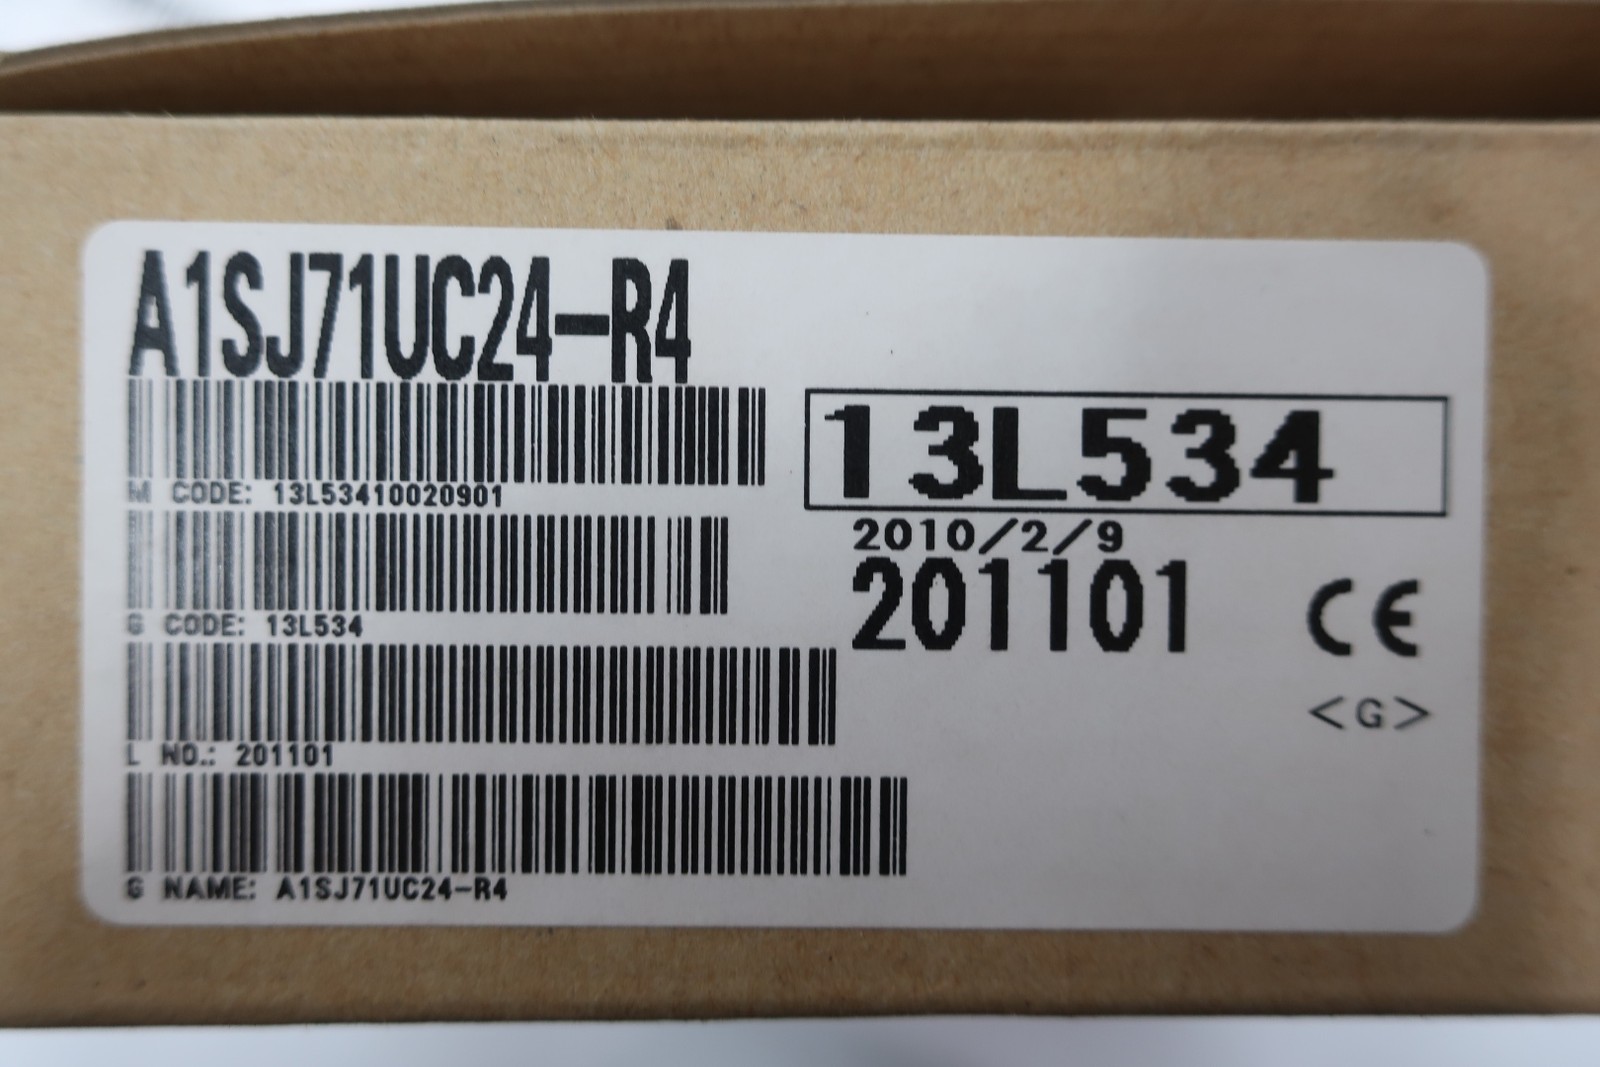 A1SJ71UC24-R4
M CODE: 13L53410020901
G CODE: 13L534
L NO.: 201101
G NAME: A1SJ71UC24-R4
13L534
2010/2/9
201101
CE
<G>